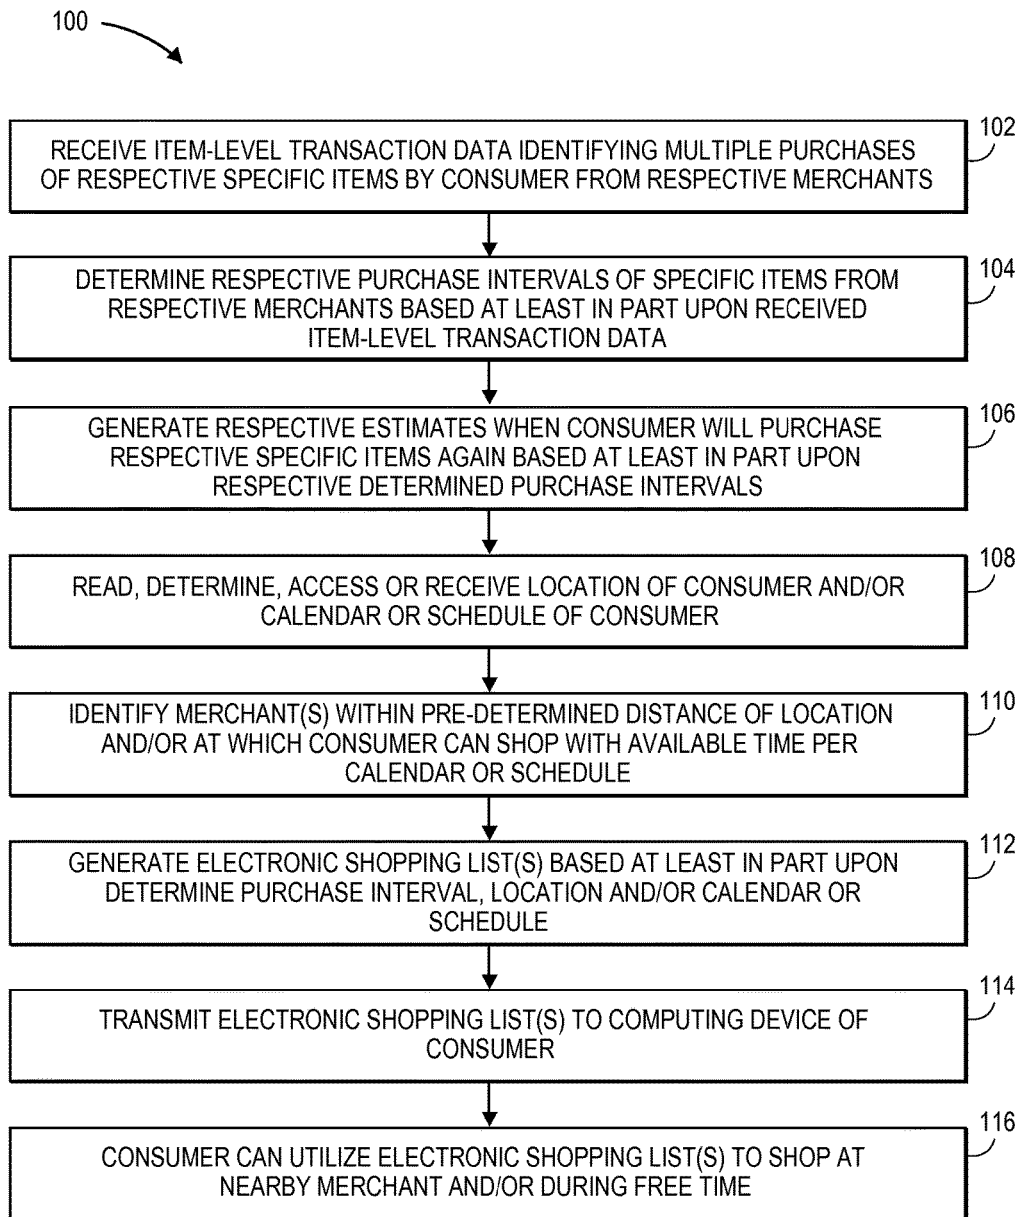 100
102
RECEIVE ITEM-LEVEL TRANSACTION DATA IDENTIFYING MULTIPLE PURCHASES
OF RESPECTIVE SPECIFIC ITEMS BY CONSUMER FROM RESPECTIVE MERCHANTS
104
DETERMINE RESPECTIVE PURCHASE INTERVALS OF SPECIFIC ITEMS FROM
RESPECTIVE MERCHANTS BASED AT LEAST IN PART UPON RECEIVED
ITEM-LEVEL TRANSACTION DATA
106
GENERATE RESPECTIVE ESTIMATES WHEN CONSUMER WILL PURCHASE
RESPECTIVE SPECIFIC ITEMS AGAIN BASED AT LEAST IN PART UPON
RESPECTIVE DETERMINED PURCHASE INTERVALS
108
READ, DETERMINE, ACCESS OR RECEIVE LOCATION OF CONSUMER AND/OR
CALENDAR OR SCHEDULE OF CONSUMER
110
IDENTIFY MERCHANT(S) WITHIN PRE-DETERMINED DISTANCE OF LOCATION
AND/OR AT WHICH CONSUMER CAN SHOP WITH AVAILABLE TIME PER
CALENDAR OR SCHEDULE
112
GENERATE ELECTRONIC SHOPPING LIST(S) BASED AT LEAST IN PART UPON
DETERMINE PURCHASE INTERVAL, LOCATION AND/OR CALENDAR OR
SCHEDULE
114
TRANSMIT ELECTRONIC SHOPPING LIST(S) TO COMPUTING DEVICE OF
CONSUMER
116
CONSUMER CAN UTILIZE ELECTRONIC SHOPPING LIST(S) TO SHOP AT
NEARBY MERCHANT AND/OR DURING FREE TIME